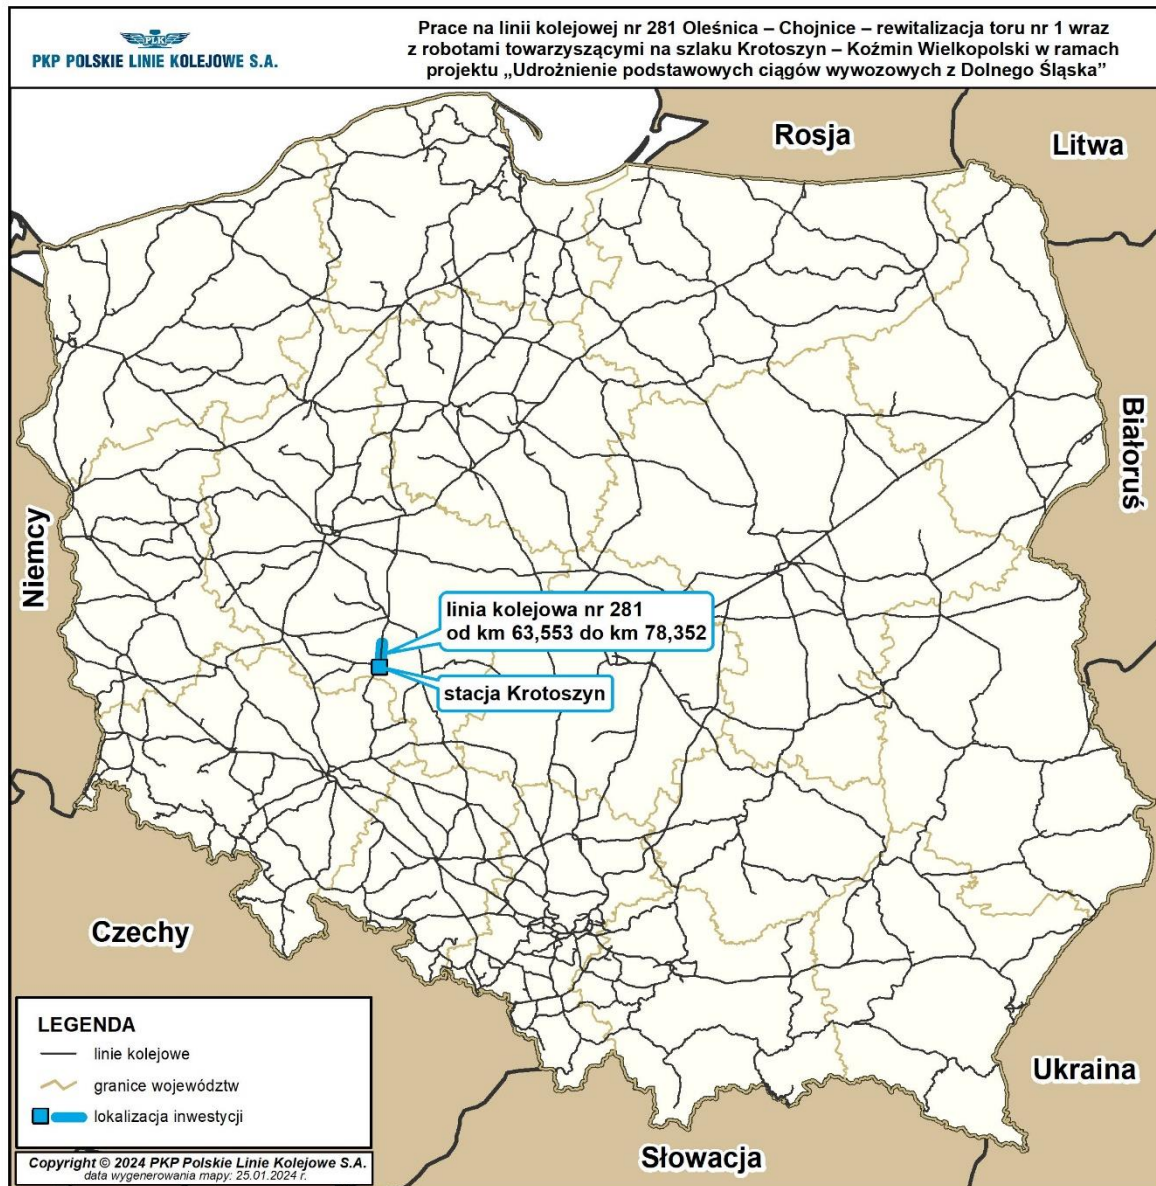 PLK
PKP POLSKIE LINIE KOLEJOWE S.A.
Prace na linii kolejowej nr 281 Oleśnica – Chojnice – rewitalizacja toru nr 1 wraz
z robotami towarzyszącymi na szlaku Krotoszyn – Koźmin Wielkopolski w ramach
projektu „Udrożnienie podstawowych ciągów wywozowych z Dolnego Śląska”
Rosja
Litwa
Białoruś
Niemcy
linia kolejowa nr 281
od km 63,553 do km 78,352
stacja Krotoszyn
Czechy
Ukraina
Słowacja
LEGENDA
linie kolejowe
granice województw
lokalizacja inwestycji
Copyright © 2024 PKP Polskie Linie Kolejowe S.A.
data wygenerowania mapy: 25.01.2024 r.